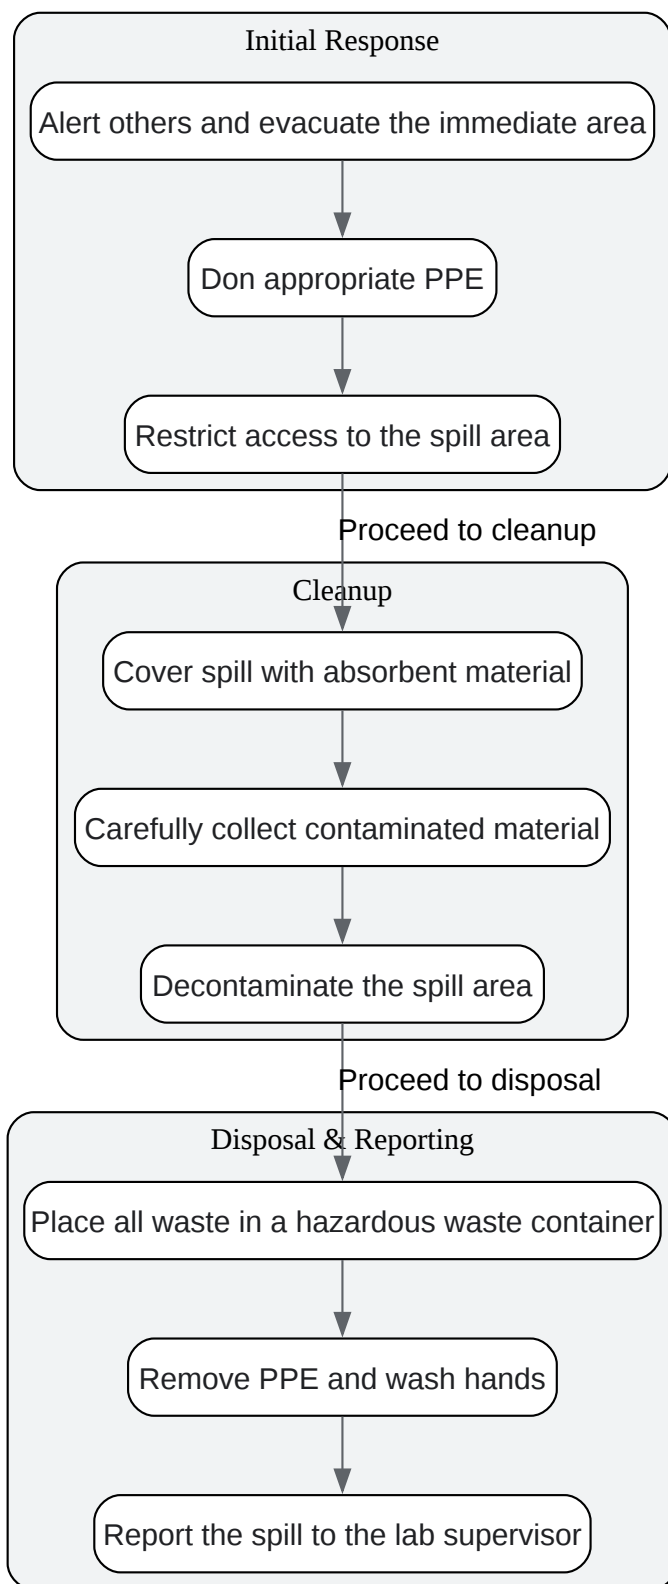 Initial Response
Alert others and evacuate the immediate area
Don appropriate PPE
Restrict access to the spill area
Proceed to cleanup
Cleanup
Cover spill with absorbent material
Carefully collect contaminated material
Decontaminate the spill area
Proceed to disposal
Disposal & Reporting
Place all waste in a hazardous waste container
Remove PPE and wash hands
Report the spill to the lab supervisor